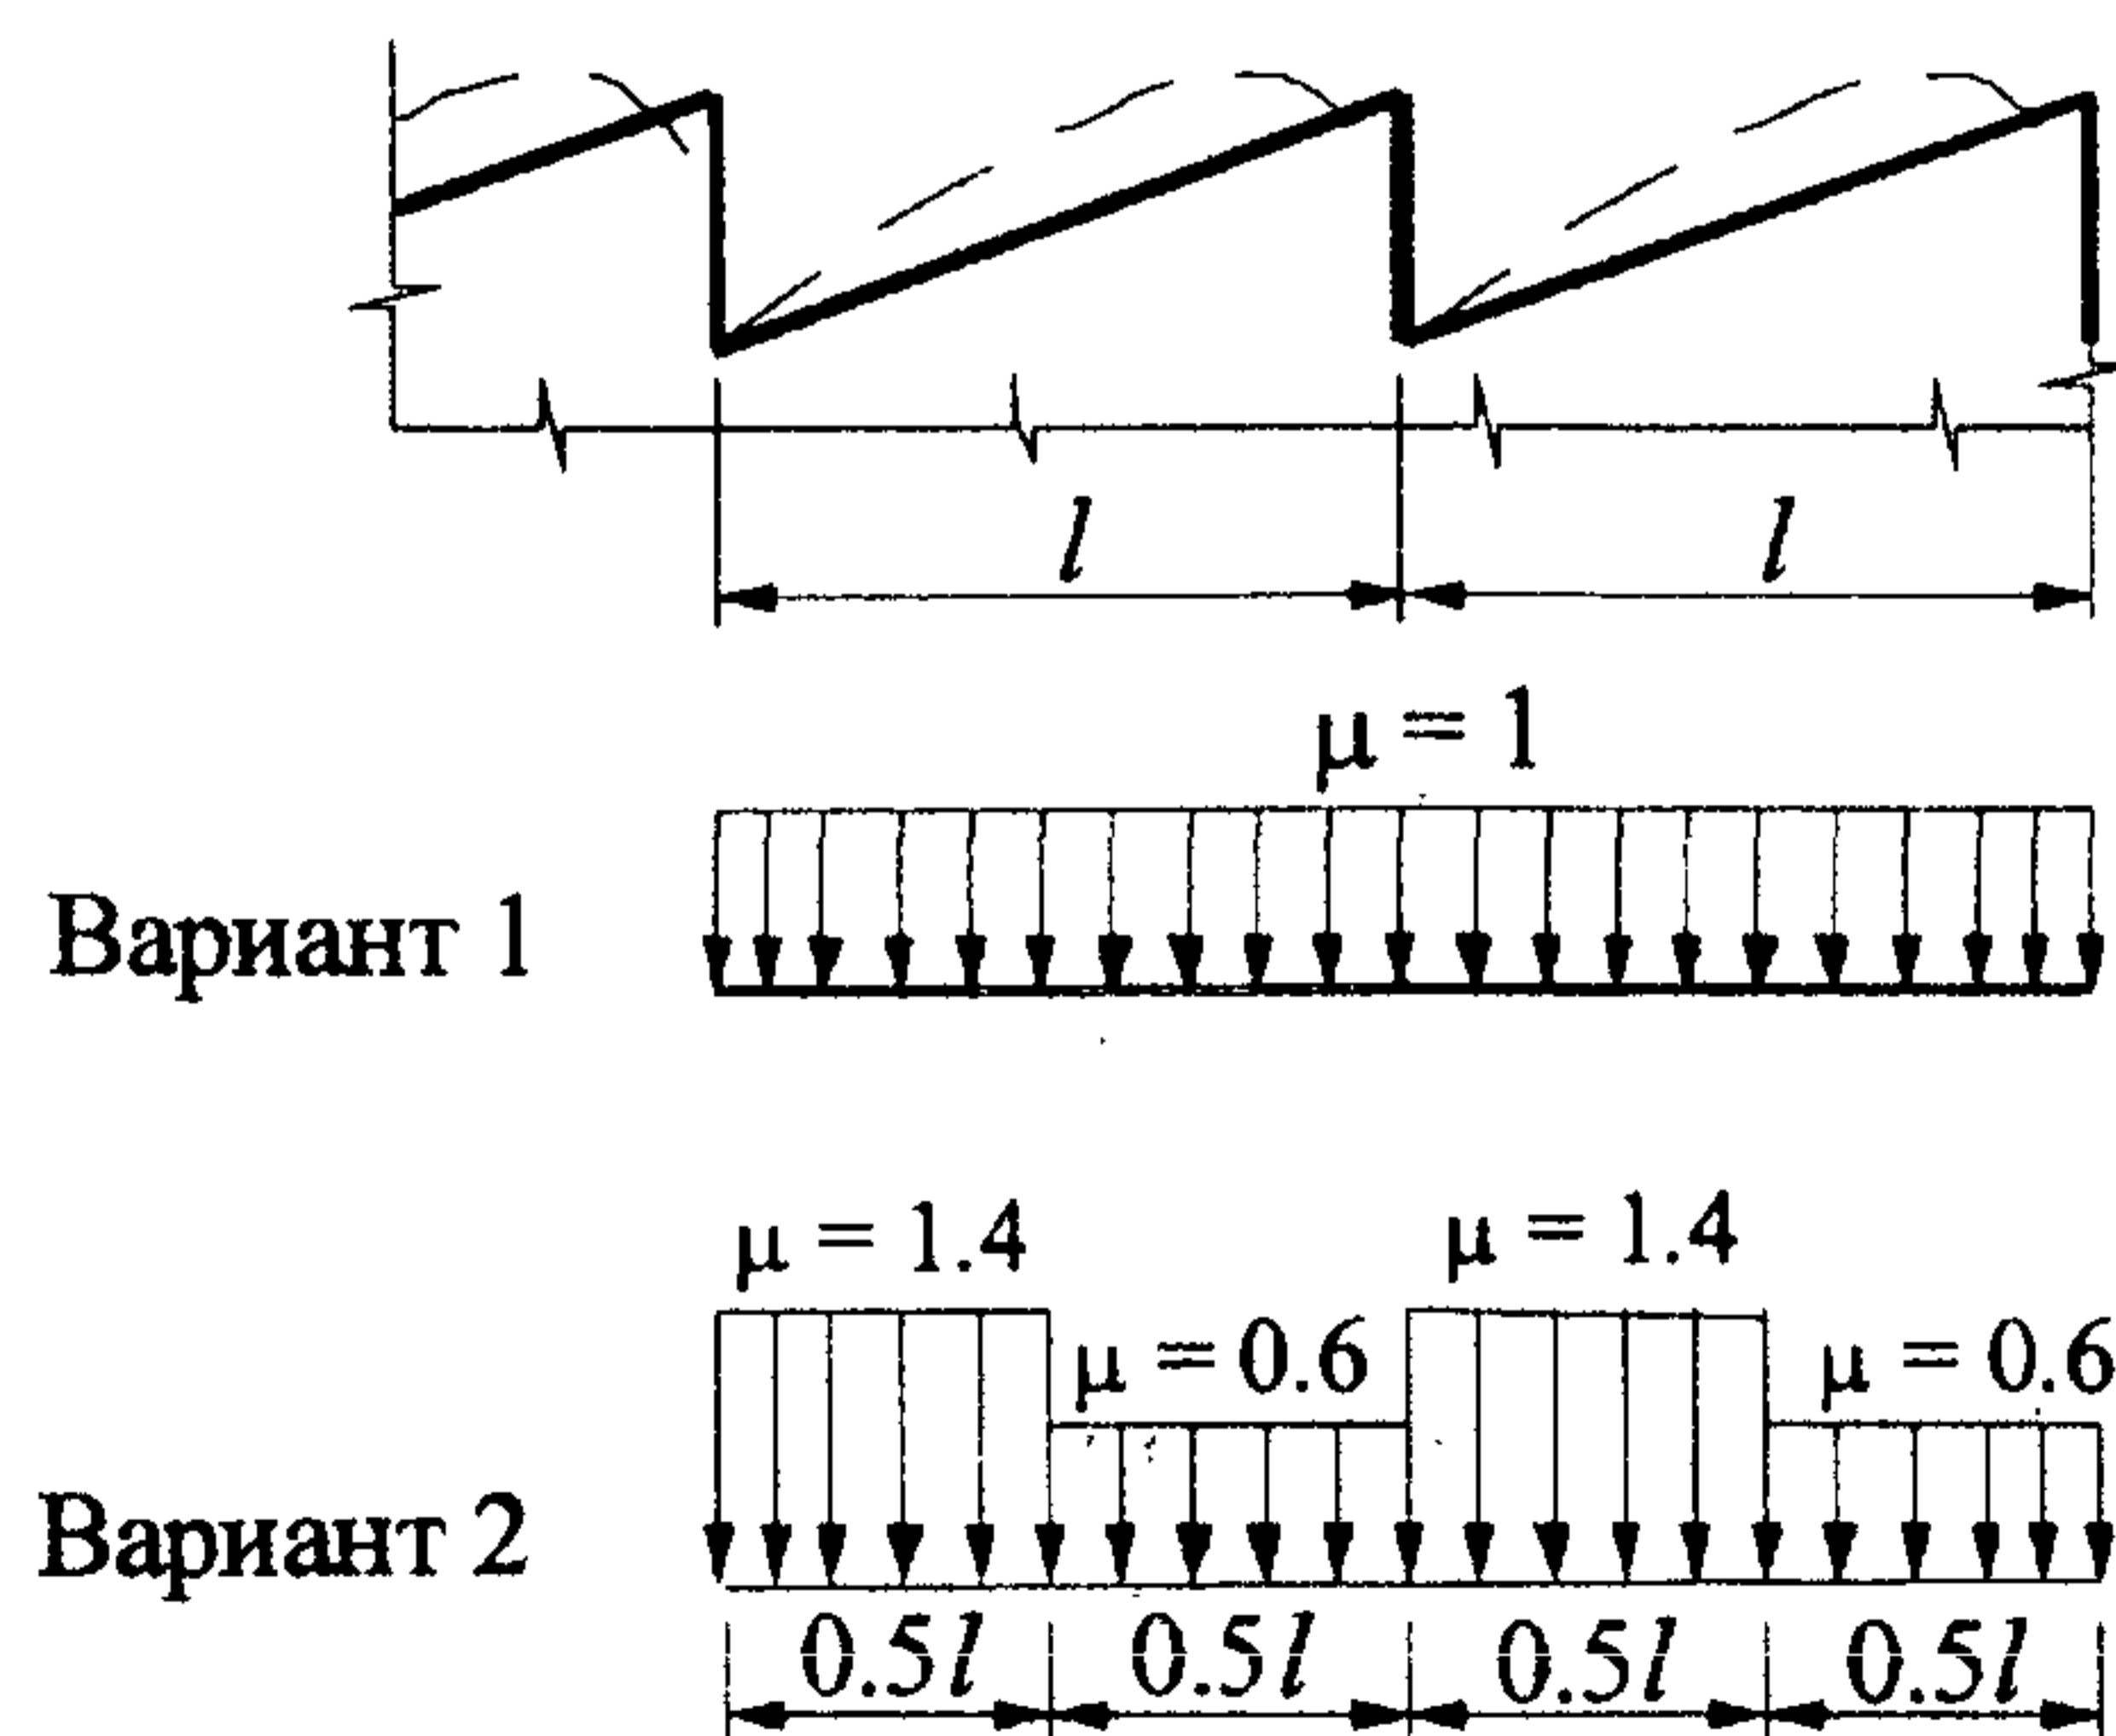 l l
μ = 1
Вариант 1
μ = 1.4 μ = 1.4
μ = 0.6 μ = 0.6
Вариант 2
0.5l 0.5l 0.5l 0.5l